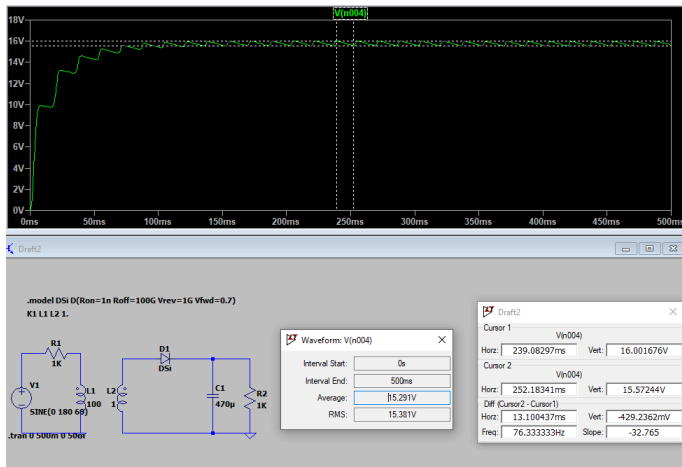 V(n004)
18V
16V
14V
12V
10V
8V
6V
4V
2V
0V
0ms 50ms 100ms 150ms 200ms 250ms 300ms 350ms 400ms 450ms 500ms
Draft2
.model DSi D(Ron=1n Roff=100G Vrev=1G Vfwd=0.7)
K1 L1 L2 1.
R1
1K
V1
SINE(0 180 60)
L1
100
L2
1
D1
DSi
C1
470µ
R2
1K
.tran 0 500m 0 50u
Waveform: V(n004)
Interval Start: 0s
Interval End: 500ms
Average: 15.291V
RMS: 15.381V
Draft2
Cursor 1
V(n004)
Horz: 239.08297ms Vert: 16.001676V
Cursor 2
V(n004)
Horz: 252.18341ms Vert: 15.57244V
Diff (Cursor2 - Cursor1)
Horz: 13.100437ms Vert: -429.2362mV
Freq: 76.333333Hz Slope: -32.765